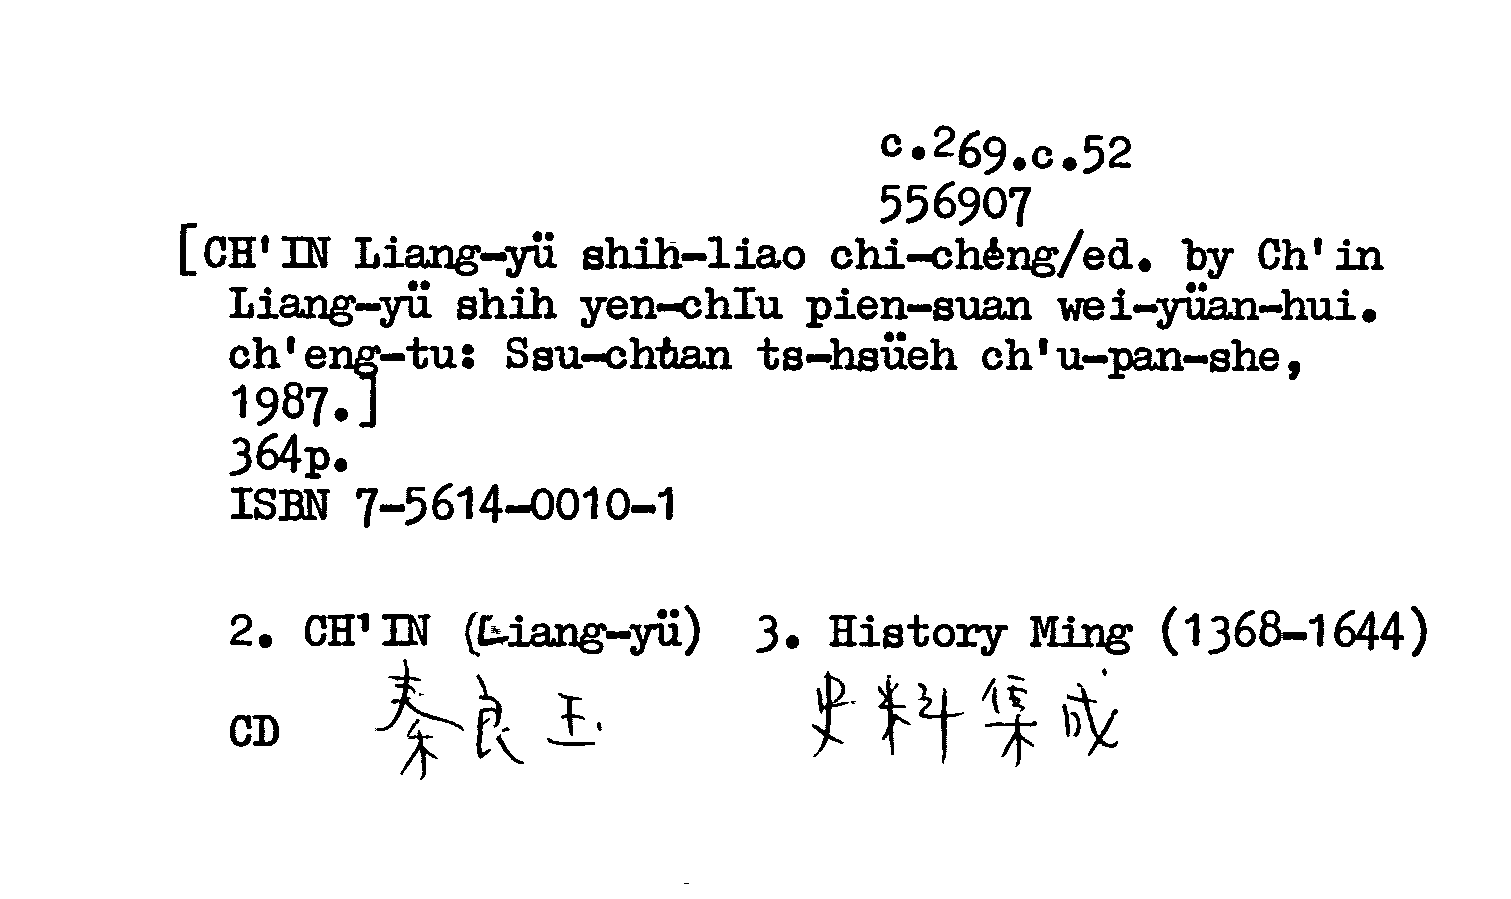 c.269.c.52
556907
[CH'IN Liang-yü shih-liao chi-chêng/ed. by Ch'in
Liang-yü shih yen-chIu pien-suan wei-yüan-hui.
ch'eng-tu: Ssu-ch'uan ts-hsüeh ch'u-pan-she,
1987.]
364p.
ISBN 7-5614-0010-1
2. CH'IN (Liang-yü) 3. History Ming (1368-1644)
CD 秦良玉 史料集成